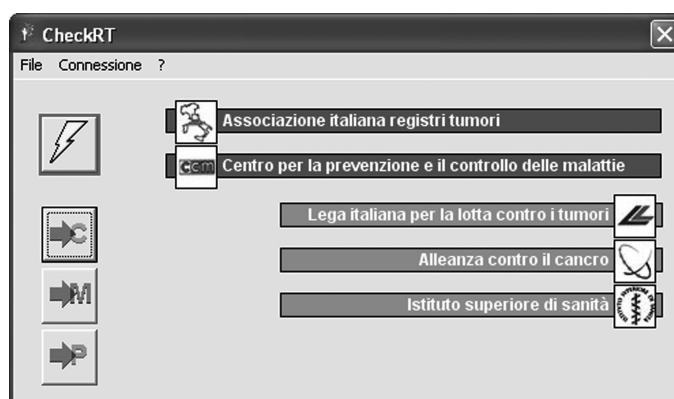 CheckRT
File Connessione ?
Associazione italiana registri tumori
ccm Centro per la prevenzione e il controllo delle malattie
Lega italiana per la lotta contro i tumori
Alleanza contro il cancro
Istituto superiore di sanità
C
M
P